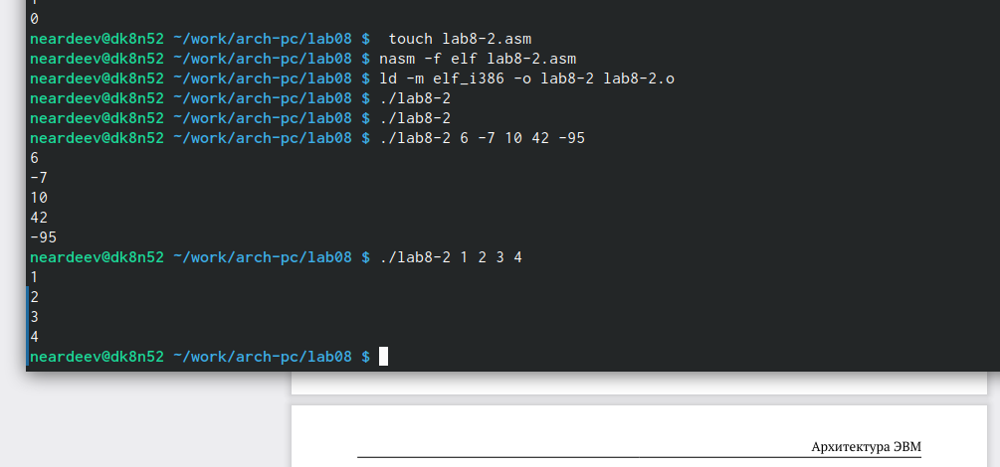 0
neardeev@dk8n52 ~/work/arch-pc/lab08 $  touch lab8-2.asm
neardeev@dk8n52 ~/work/arch-pc/lab08 $ nasm -f elf lab8-2.asm
neardeev@dk8n52 ~/work/arch-pc/lab08 $ ld -m elf_i386 -o lab8-2 lab8-2.o
neardeev@dk8n52 ~/work/arch-pc/lab08 $ ./lab8-2
neardeev@dk8n52 ~/work/arch-pc/lab08 $ ./lab8-2
neardeev@dk8n52 ~/work/arch-pc/lab08 $ ./lab8-2 6 -7 10 42 -95
6
-7
10
42
-95
neardeev@dk8n52 ~/work/arch-pc/lab08 $ ./lab8-2 1 2 3 4
1
2
3
4
neardeev@dk8n52 ~/work/arch-pc/lab08 $
Архитектура ЭВМ